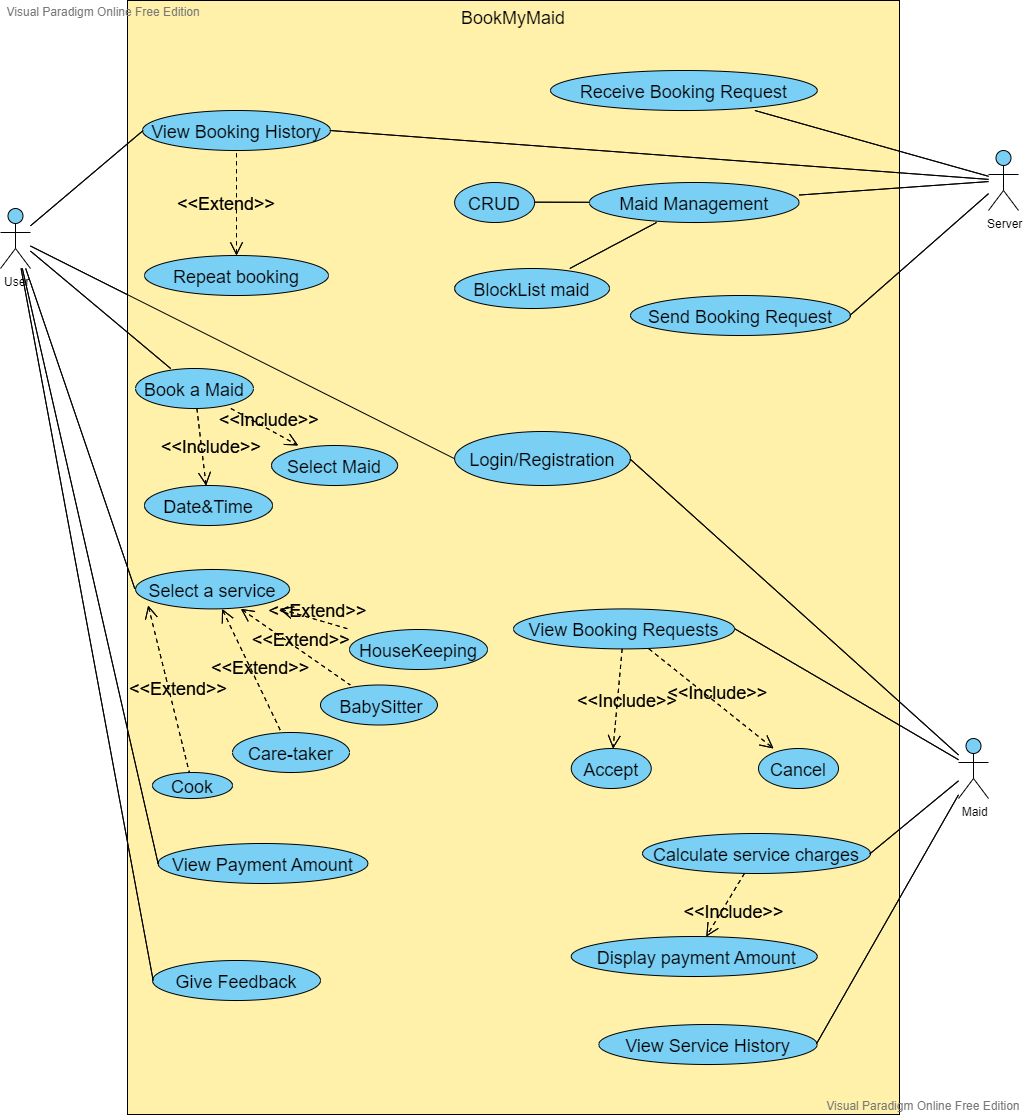 Visual Paradigm Online Free Edition
BookMyMaid
Receive Booking Request
View Booking History
<<Extend>>
CRUD
Maid Management
Server
Repeat booking
User
BlockList maid
Send Booking Request
Book a Maid
<<Include>>
<<Include>>
Select Maid
Login/Registration
Date&Time
Select a service
<<Extend>>
View Booking Requests
<<Extend>>
HouseKeeping
<<Extend>>
<<Extend>>
<<Include>>
<<Include>>
BabySitter
Care-taker
Accept
Cancel
Cook
Maid
Calculate service charges
View Payment Amount
<<Include>>
Display payment Amount
Give Feedback
View Service History
Visual Paradigm Online Free Edition